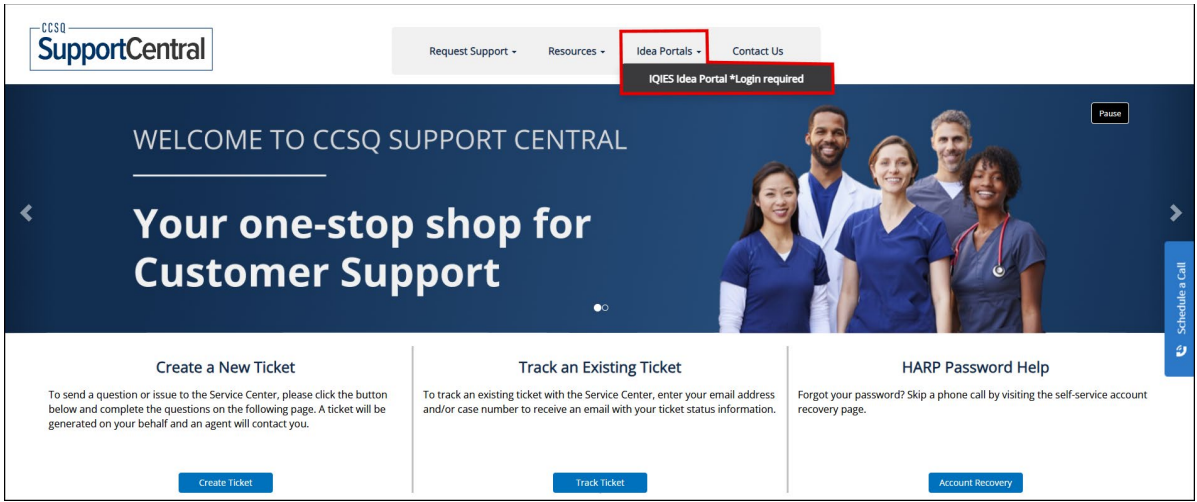 CCSQ
SupportCentral
Request Support
Resources
Idea Portals
Contact Us
IQIES Idea Portal *Login required
Pause
WELCOME TO CCSQ SUPPORT CENTRAL
Your one-stop shop for
Customer Support
Schedule a Call
Create a New Ticket
To send a question or issue to the Service Center, please click the button
below and complete the questions on the following page. A ticket will be
generated on your behalf and an agent will contact you.
Create Ticket
Track an Existing Ticket
To track an existing ticket with the Service Center, enter your email address
and/or case number to receive an email with your ticket status information.
Track Ticket
HARP Password Help
Forgot your password? Skip a phone call by visiting the self-service account
recovery page.
Account Recovery